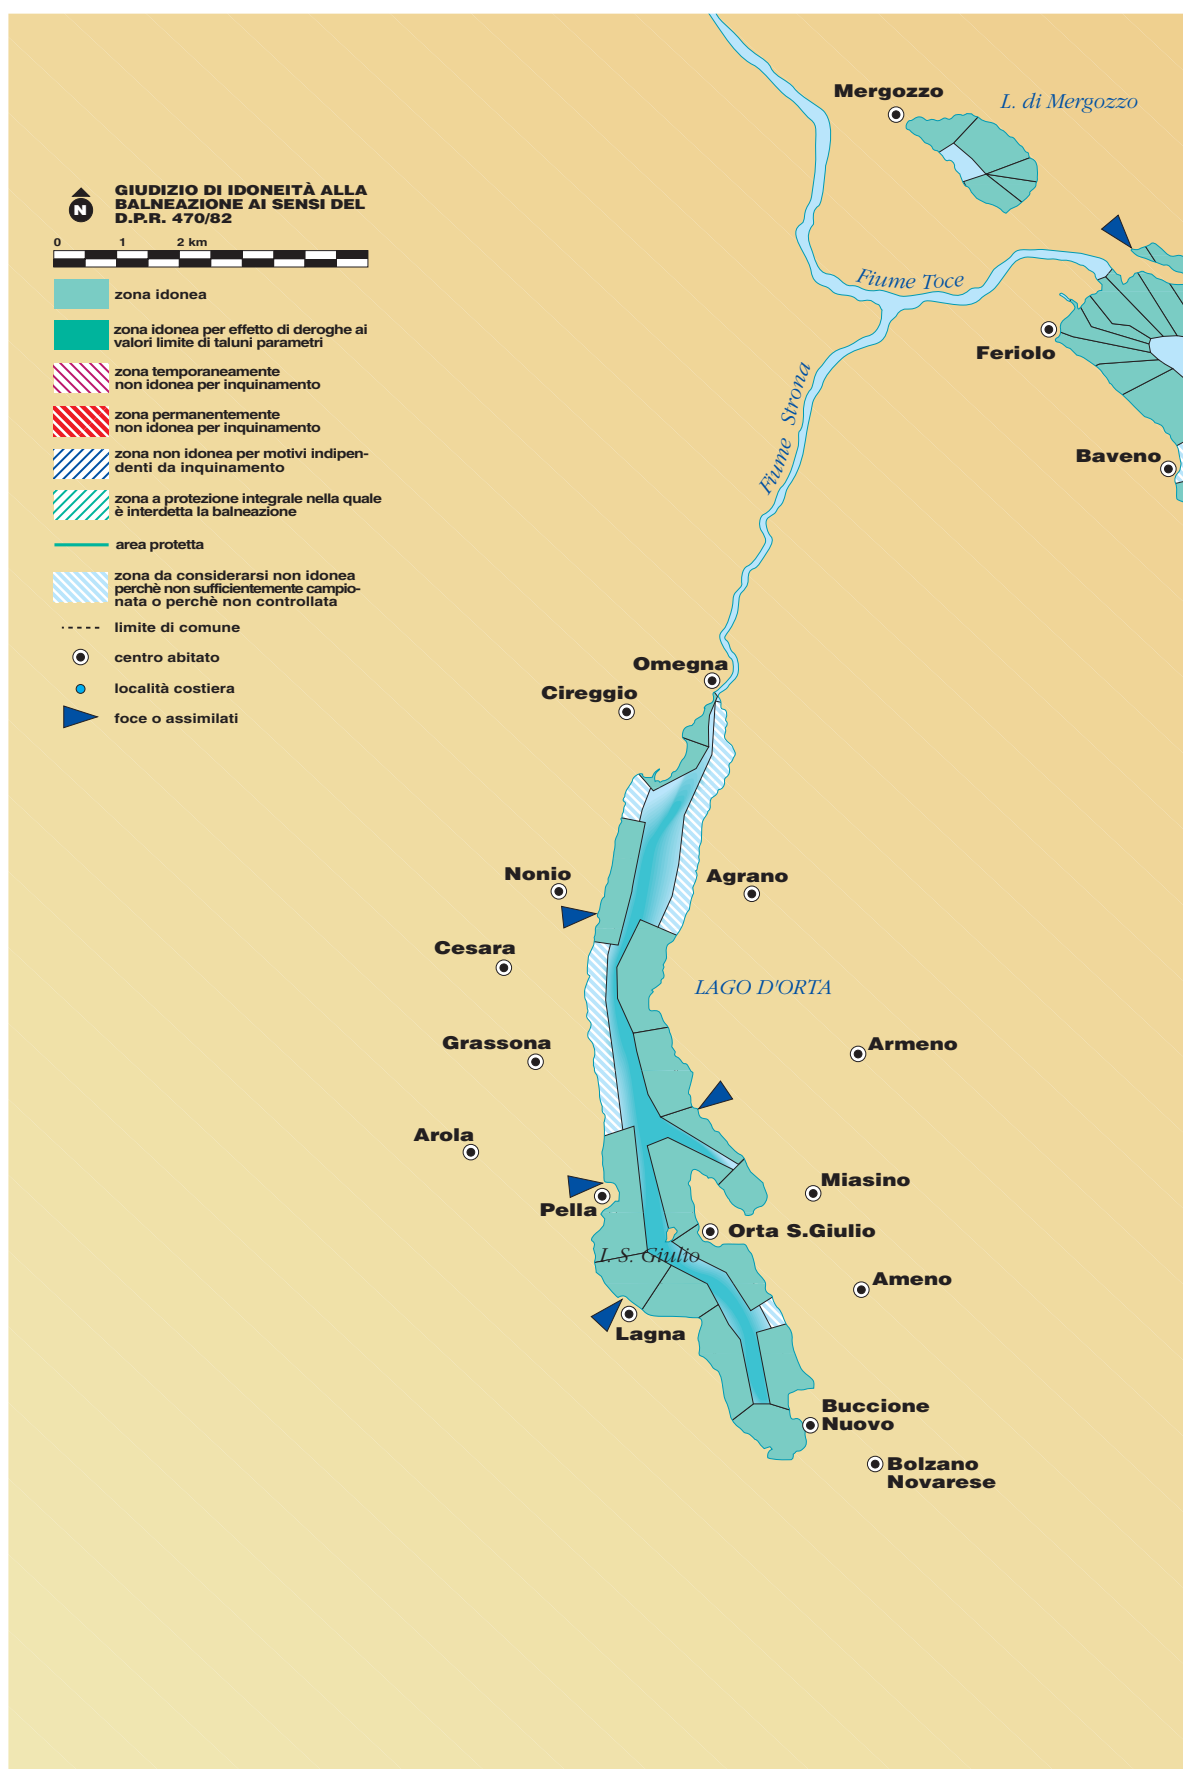 Mergozzo
L. di Mergozzo
GIUDIZIO DI IDONEITÀ ALLA
BALNEAZIONE AI SENSI DEL
D.P.R. 470/82
N
0 1 2 km
zona idonea
zona idonea per effetto di deroghe ai
valori limite di taluni parametri
zona temporaneamente
non idonea per inquinamento
zona permanentemente
non idonea per inquinamento
zona non idonea per motivi indipen-
denti da inquinamento
zona a protezione integrale nella quale
è interdetta la balneazione
area protetta
zona da considerarsi non idonea
perchè non sufficientemente campio-
nata o perchè non controllata
limite di comune
centro abitato
località costiera
foce o assimilati
Fiume Toce
Feriolo
Fiume Strona
Baveno
Omegna
Cireggio
Nonio
Agrano
Cesara
LAGO D'ORTA
Grassona
Armeno
Arola
Miasino
Pella
Orta S.Giulio
I. S. Giulio
Ameno
Lagna
Buccione
Nuovo
Bolzano
Novarese